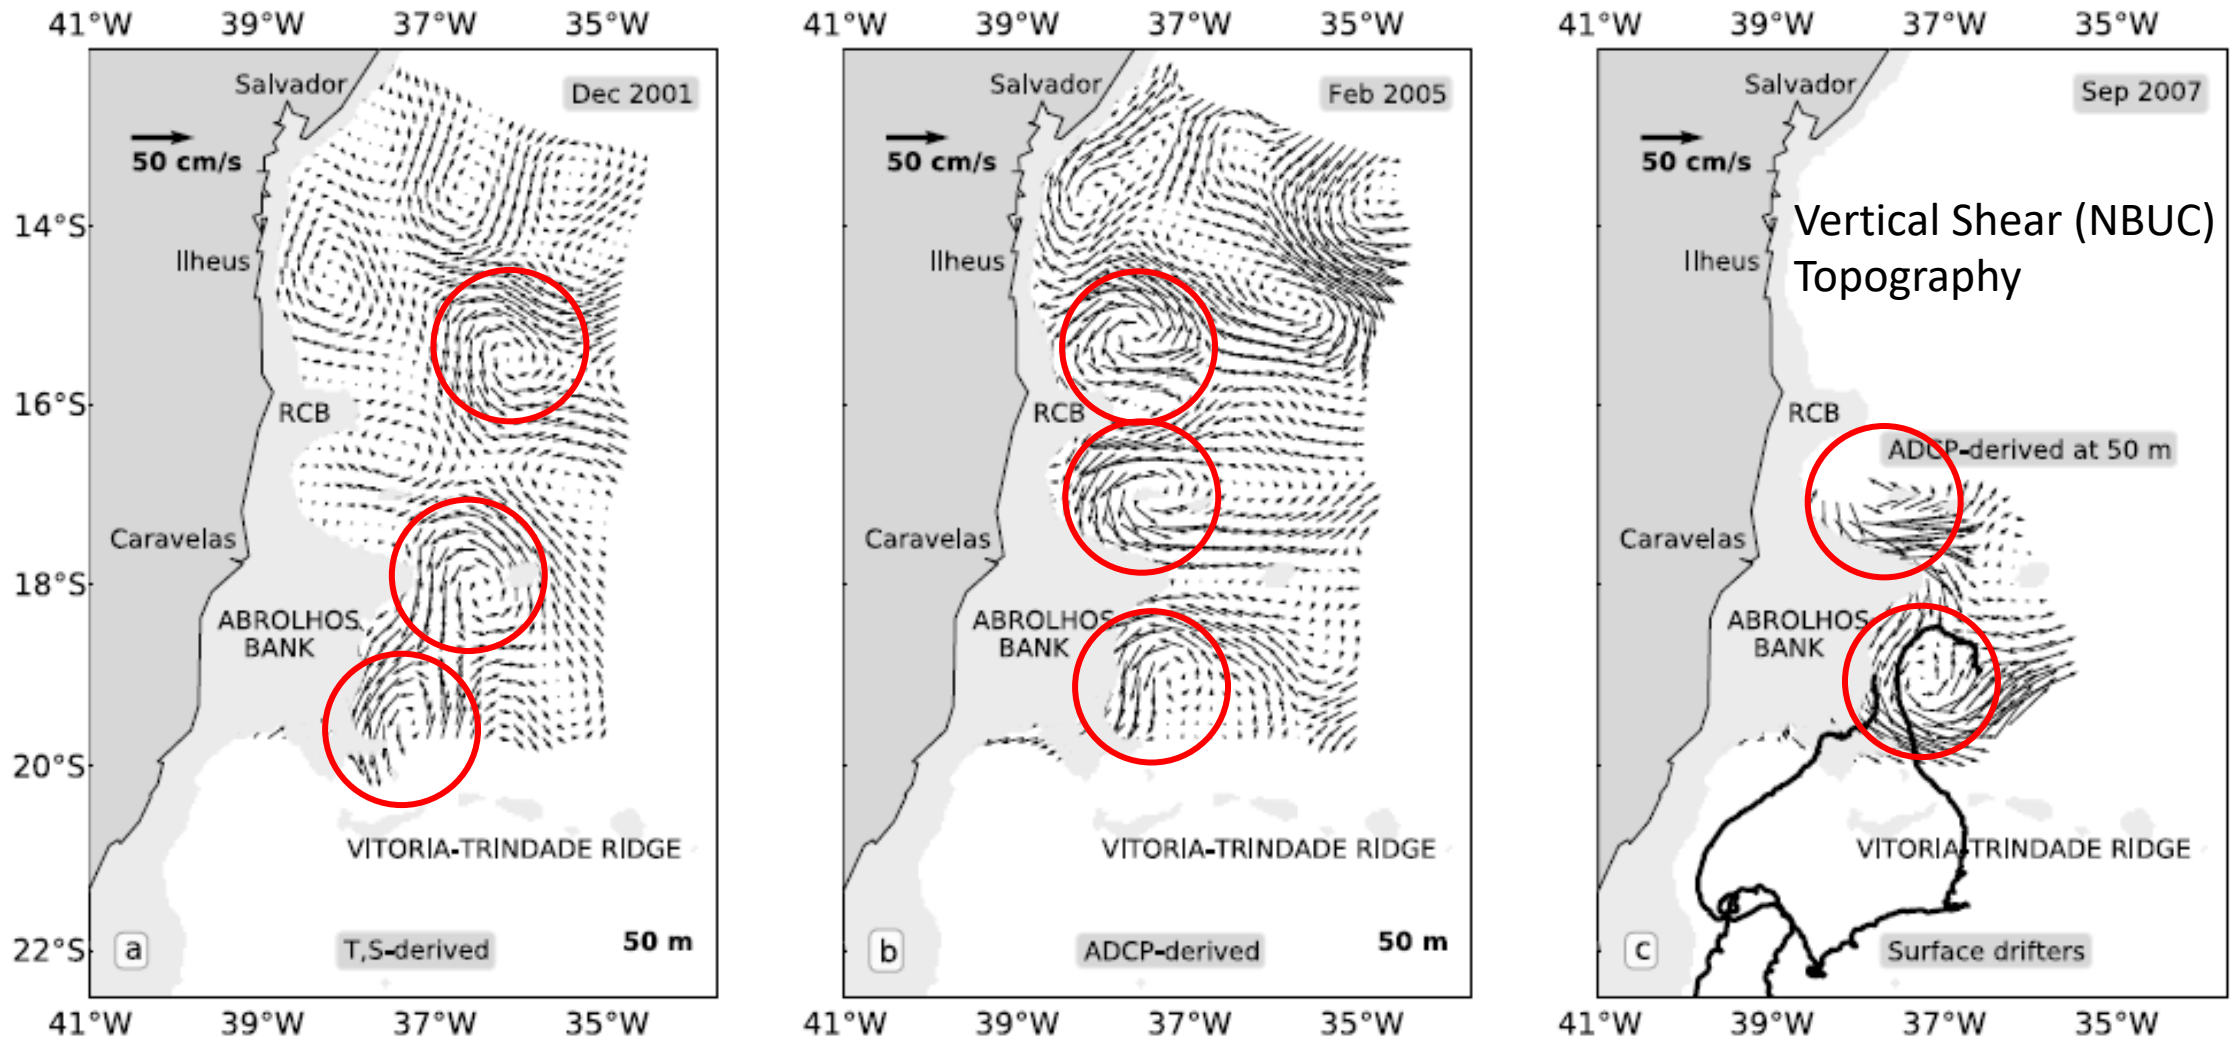 41°W 39°W 37°W 35°W
Salvador
Dec 2001
50 cm/s
14°S
Ilheus
16°S
RCB
Caravelas
18°S
ABROLHOS
BANK
20°S
VITORIA-TRINDADE RIDGE
50 m
22°S
a
T,S-derived
41°W 39°W 37°W 35°W
41°W 39°W 37°W 35°W
Salvador
Feb 2005
50 cm/s
Ilheus
RCB
Caravelas
ABROLHOS
BANK
VITORIA-TRINDADE RIDGE
50 m
b
ADCP-derived
41°W 39°W 37°W 35°W
41°W 39°W 37°W 35°W
Salvador
Sep 2007
50 cm/s
Vertical Shear (NBUC)
Topography
Ilheus
RCB
ADCP-derived at 50 m
Caravelas
ABROLHOS
BANK
VITORIA-TRINDADE RIDGE
c
Surface drifters
41°W 39°W 37°W 35°W